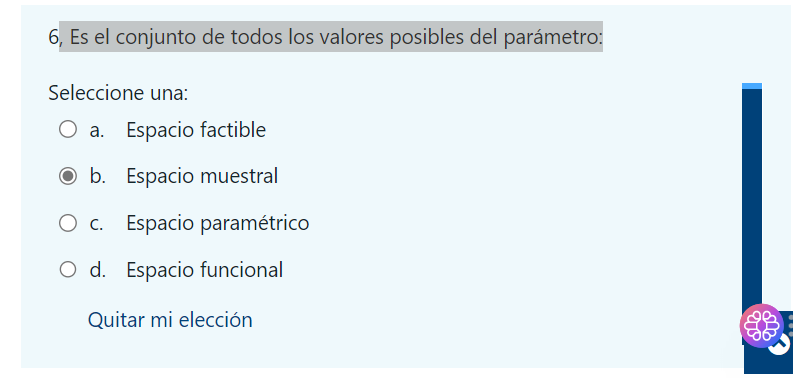 6, Es el conjunto de todos los valores posibles del parámetro:
Seleccione una:
a. Espacio factible
b. Espacio muestral
c. Espacio paramétrico
d. Espacio funcional
Quitar mi elección